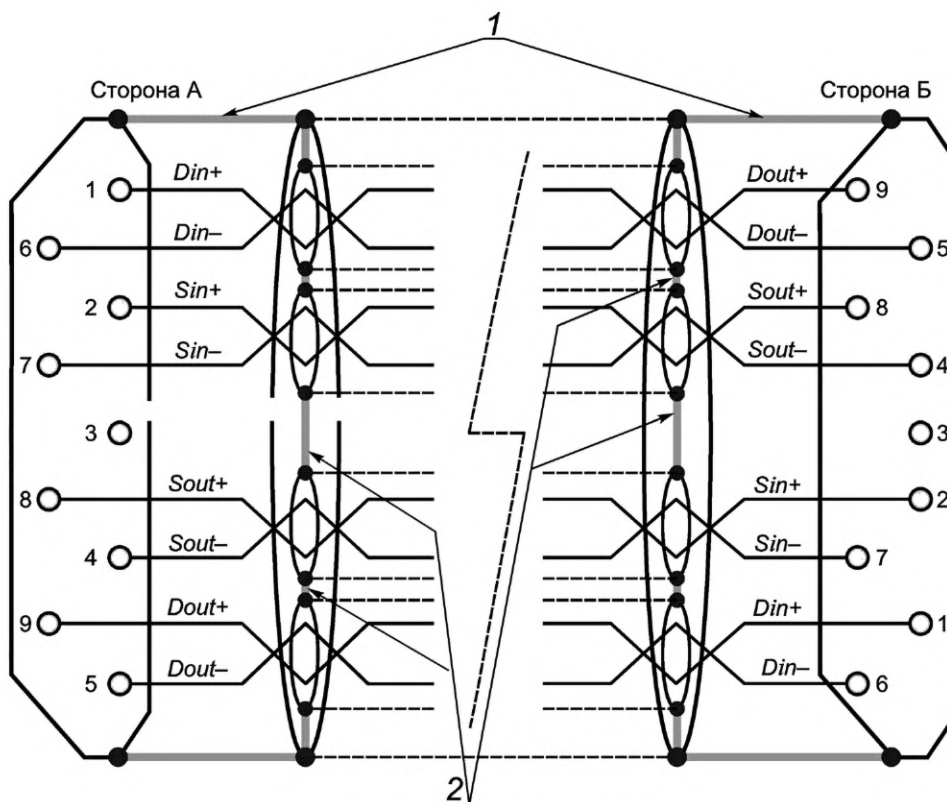 1
Сторона А Сторона Б
1 Din+ Dout+ 9
6 Din– Dout– 5
2 Sin+ Sout+ 8
7 Sin– Sout– 4
3 3
8 Sout+ Sin+ 2
4 Sout– Sin– 7
9 Dout+ Din+ 1
5 Dout– Din– 6
2